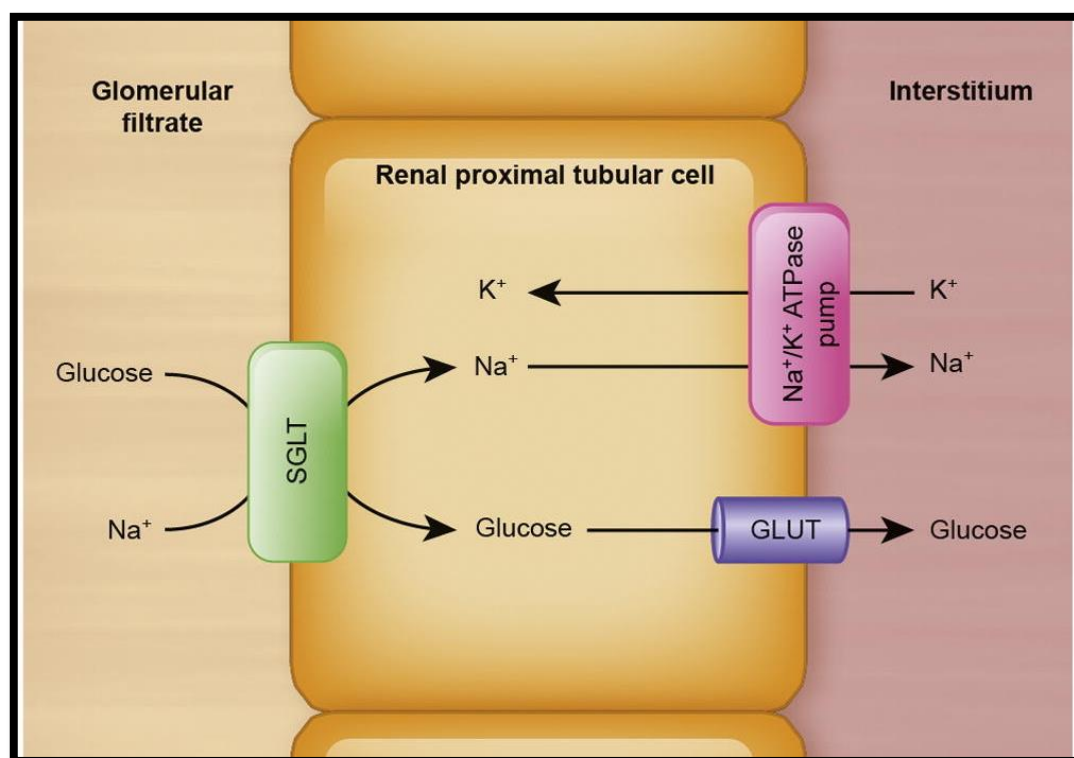 Glomerular
filtrate
Interstitium
Renal proximal tubular cell
K⁺
K⁺
Na⁺/K⁺ ATPase
pump
Glucose
Na⁺
Na⁺
SGLT
Na⁺
Glucose
GLUT
Glucose